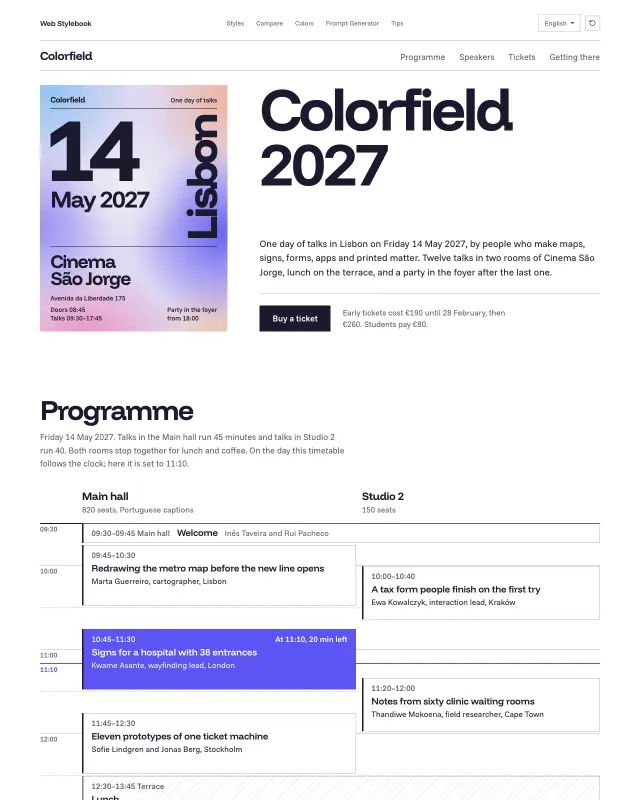 Web Stylebook
Styles
Compare
Colors
Prompt Generator
Tips
English
Colorfield
Programme
Speakers
Tickets
Getting there
Colorfield
One day of talks
14
May 2027
Lisbon
Cinema
São Jorge
Avenida da Liberdade 175
Doors 08:45
Talks 09:30–17:45
Party in the foyer
from 18:00
Colorfield
2027
One day of talks in Lisbon on Friday 14 May 2027, by people who make maps,
signs, forms, apps and printed matter. Twelve talks in two rooms of Cinema São
Jorge, lunch on the terrace, and a party in the foyer after the last one.
Buy a ticket
Early tickets cost €190 until 28 February, then
€260. Students pay €80.
Programme
Friday 14 May 2027. Talks in the Main hall run 45 minutes and talks in Studio 2
run 40. Both rooms stop together for lunch and coffee. On the day this timetable
follows the clock; here it is set to 11:10.
Main hall
820 seats, Portuguese captions
Studio 2
150 seats
09:30
09:30–09:45 Main hall Welcome Inês Taveira and Rui Pacheco
09:45–10:30
Redrawing the metro map before the new line opens
Marta Guerreiro, cartographer, Lisbon
10:00
10:00–10:40
A tax form people finish on the first try
Ewa Kowalczyk, interaction lead, Kraków
10:45–11:30
At 11:10, 20 min left
Signs for a hospital with 38 entrances
Kwame Asante, wayfinding lead, London
11:00
11:10
11:20–12:00
Notes from sixty clinic waiting rooms
Thandiwe Mokoena, field researcher, Cape Town
11:45–12:30
Eleven prototypes of one ticket machine
Sofie Lindgren and Jonas Berg, Stockholm
12:00
12:30–13:45 Terrace
Lunch